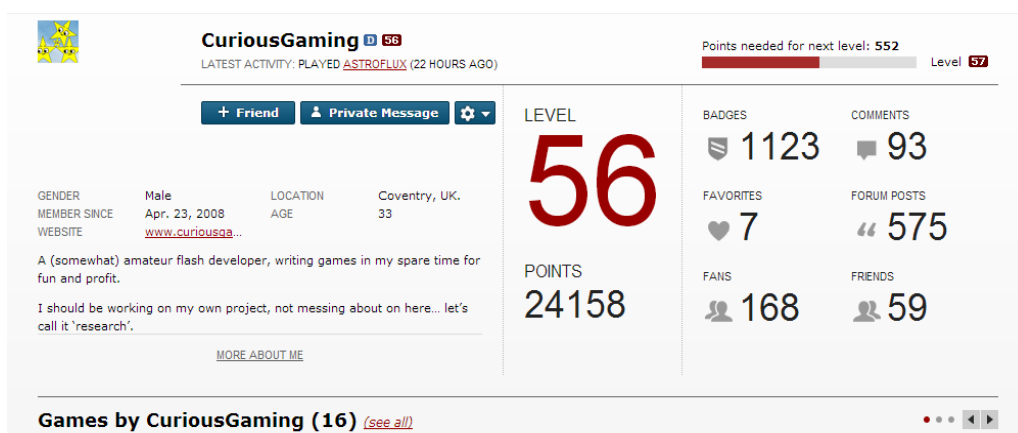 CuriousGaming D 56
LATEST ACTIVITY: PLAYED ASTROFLUX (22 HOURS AGO)
Points needed for next level: 552
Level 57
+ Friend
Private Message
GENDER Male LOCATION Coventry, UK.
MEMBER SINCE Apr. 23, 2008 AGE 33
WEBSITE www.curiousga...
A (somewhat) amateur flash developer, writing games in my spare time for
fun and profit.
I should be working on my own project, not messing about on here... let's
call it 'research'.
MORE ABOUT ME
LEVEL
56
POINTS
24158
BADGES COMMENTS
1123 93
FAVORITES FORUM POSTS
7 575
FANS FRIENDS
168 59
Games by CuriousGaming (16) (see all)